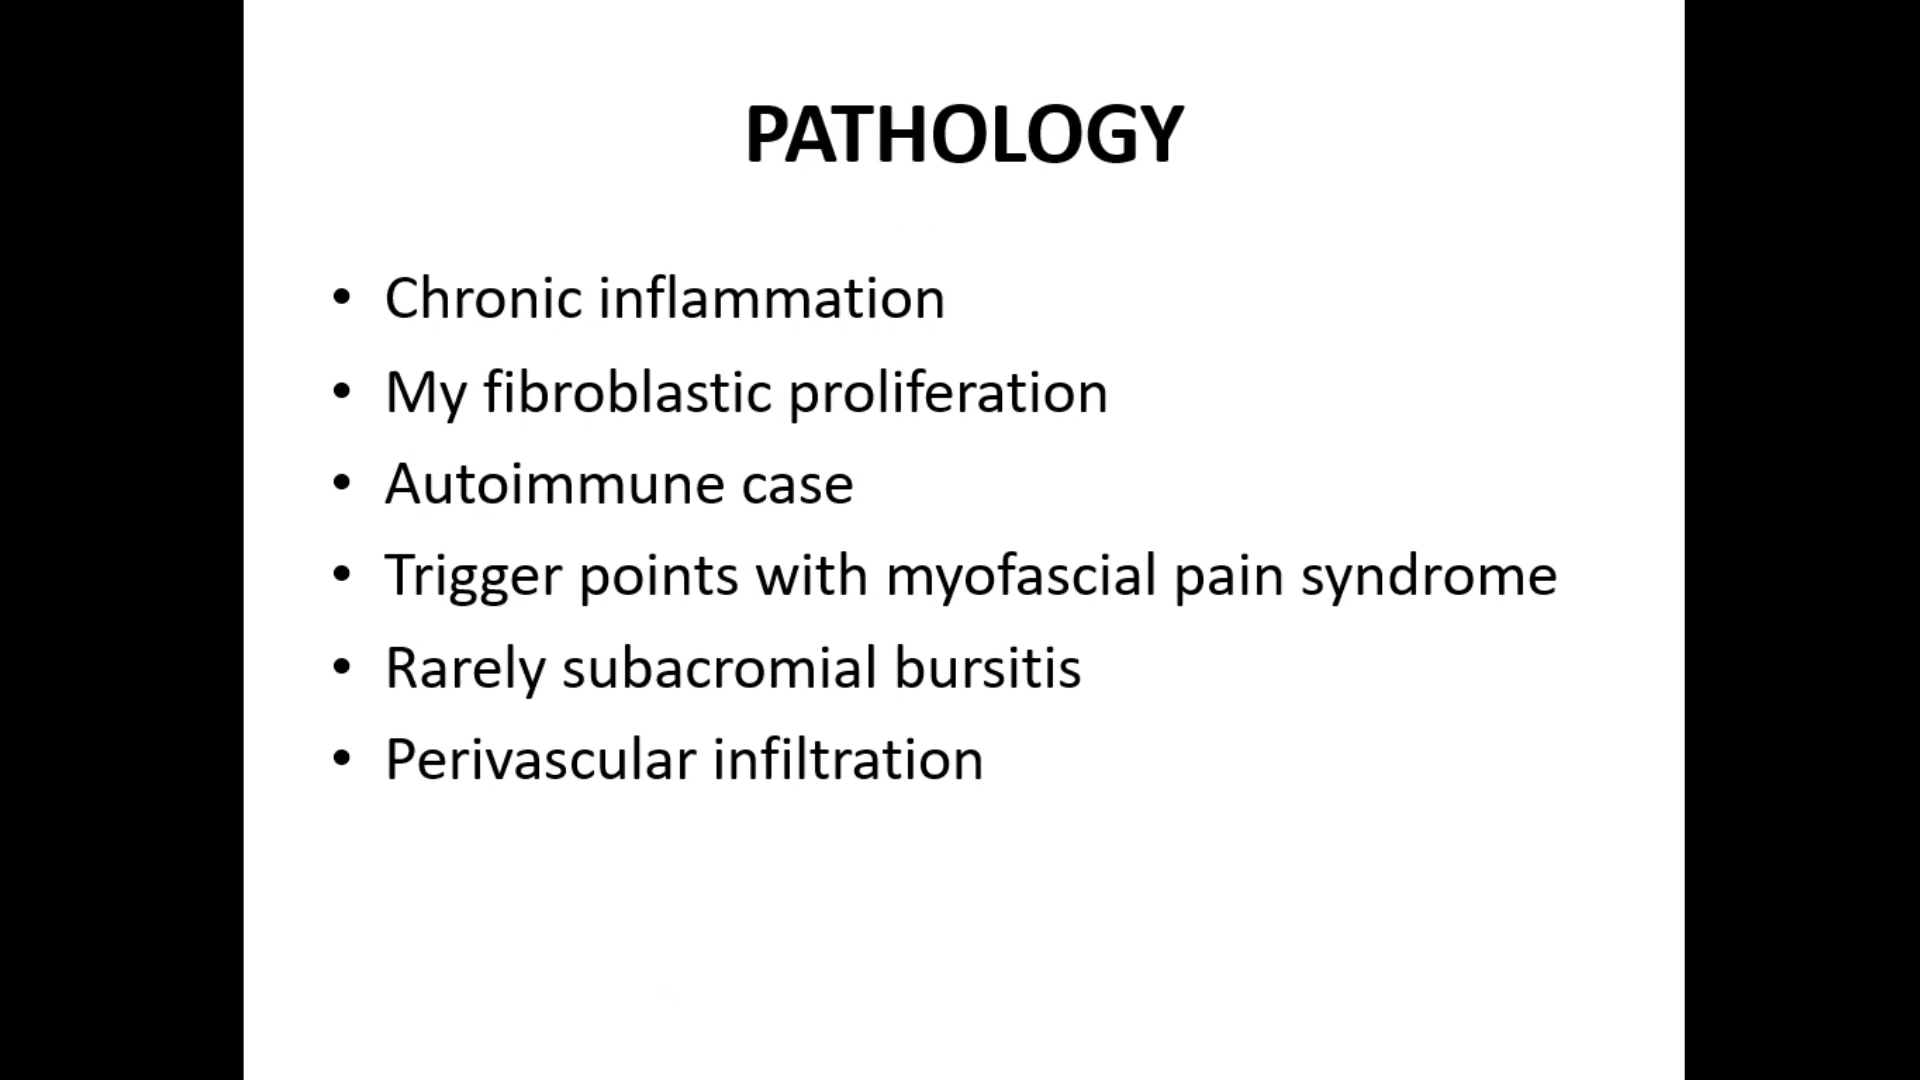 PATHOLOGY
• Chronic inflammation
• My fibroblastic proliferation
• Autoimmune case
• Trigger points with myofascial pain syndrome
• Rarely subacromial bursitis
• Perivascular infiltration